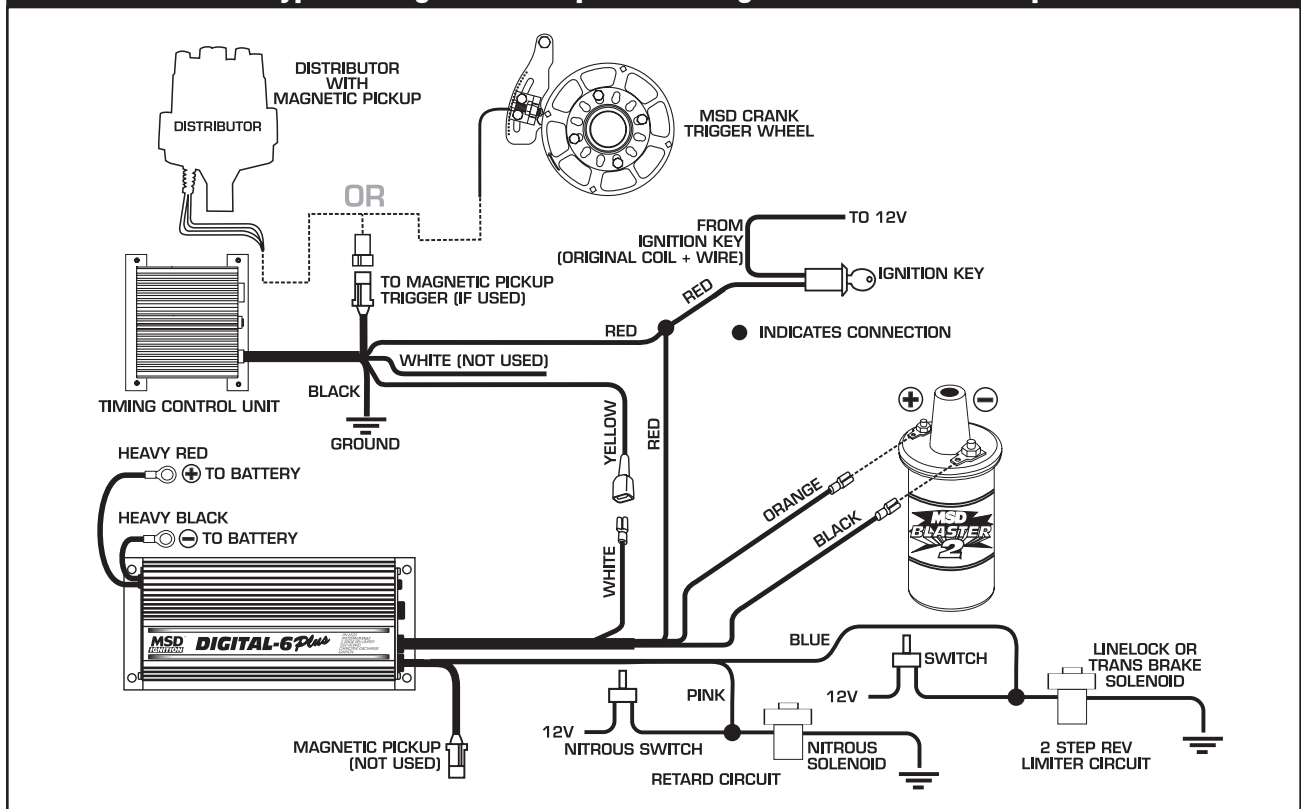 DISTRIBUTOR
WITH
MAGNETIC PICKUP
DISTRIBUTOR
MSD CRANK
TRIGGER WHEEL
OR
TO 12V
FROM
IGNITION KEY
(ORIGINAL COIL + WIRE)
IGNITION KEY
TO MAGNETIC PICKUP
TRIGGER (IF USED)
RED
RED
INDICATES CONNECTION
WHITE (NOT USED)
BLACK
TIMING CONTROL UNIT
GROUND
YELLOW
RED
+ -
HEAVY RED
+ TO BATTERY
HEAVY BLACK
- TO BATTERY
ORANGE
BLACK
MSD
BLASTER
2
WHITE
MSD
IGNITION
DIGITAL-6 Plus
BLUE
SWITCH
LINELOCK OR
TRANS BRAKE
SOLENOID
12V
PINK
12V
NITROUS SWITCH
NITROUS
SOLENOID
RETARD CIRCUIT
2 STEP REV
LIMITER CIRCUIT
MAGNETIC PICKUP
(NOT USED)